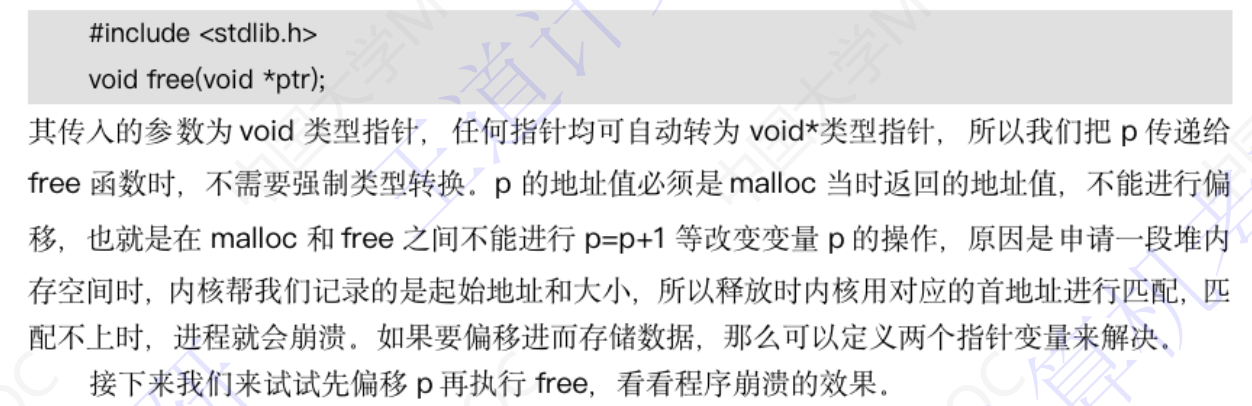 #include <stdlib.h>
void free(void *ptr);
其传入的参数为 void 类型指针，任何指针均可自动转为 void*类型指针，所以我们把 p 传递给
free 函数时，不需要强制类型转换。p 的地址值必须是 malloc 当时返回的地址值，不能进行偏
移，也就是在 malloc 和 free 之间不能进行 p=p+1 等改变变量 p 的操作，原因是申请一段堆内
存空间时，内核帮我们记录的是起始地址和大小，所以释放时内核用对应的首地址进行匹配，匹
配不上时，进程就会崩溃。如果要偏移进而存储数据，那么可以定义两个指针变量来解决。
接下来我们来试试先偏移 p 再执行 free，看看程序崩溃的效果。